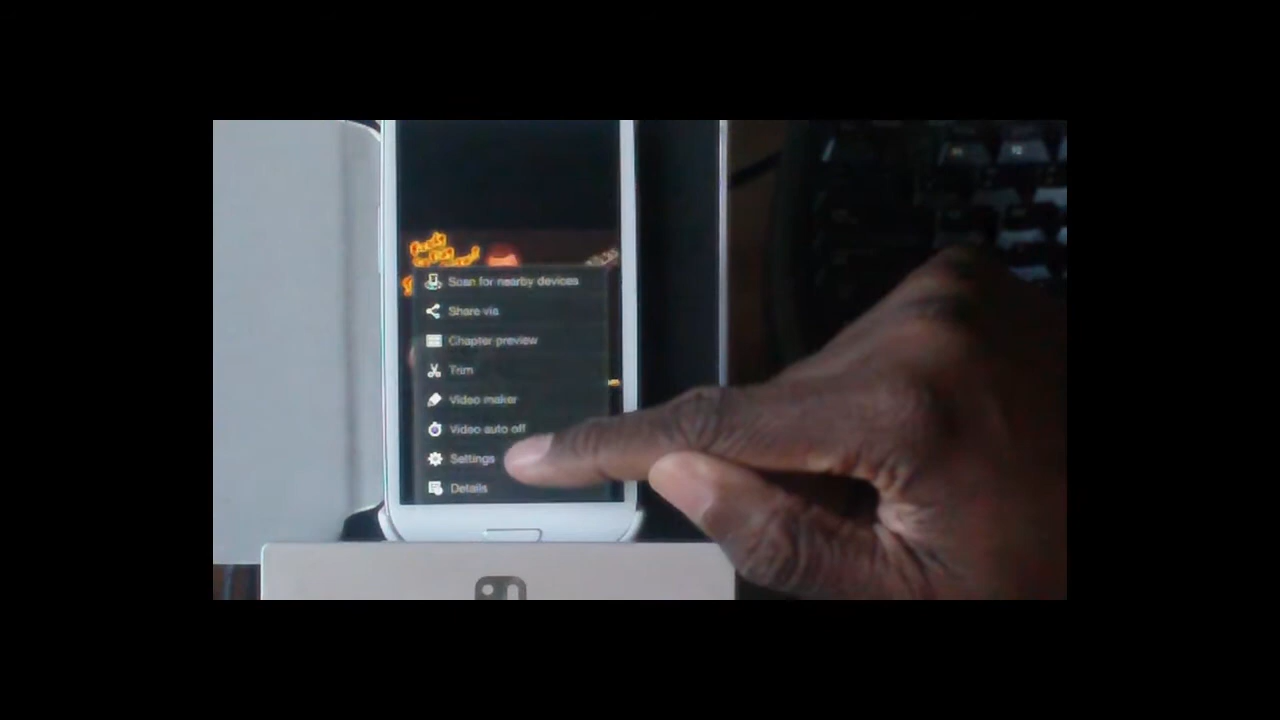 Scan for nearby devices
Share via
Chapter preview
Trim
Video maker
Video auto off
Settings
Details